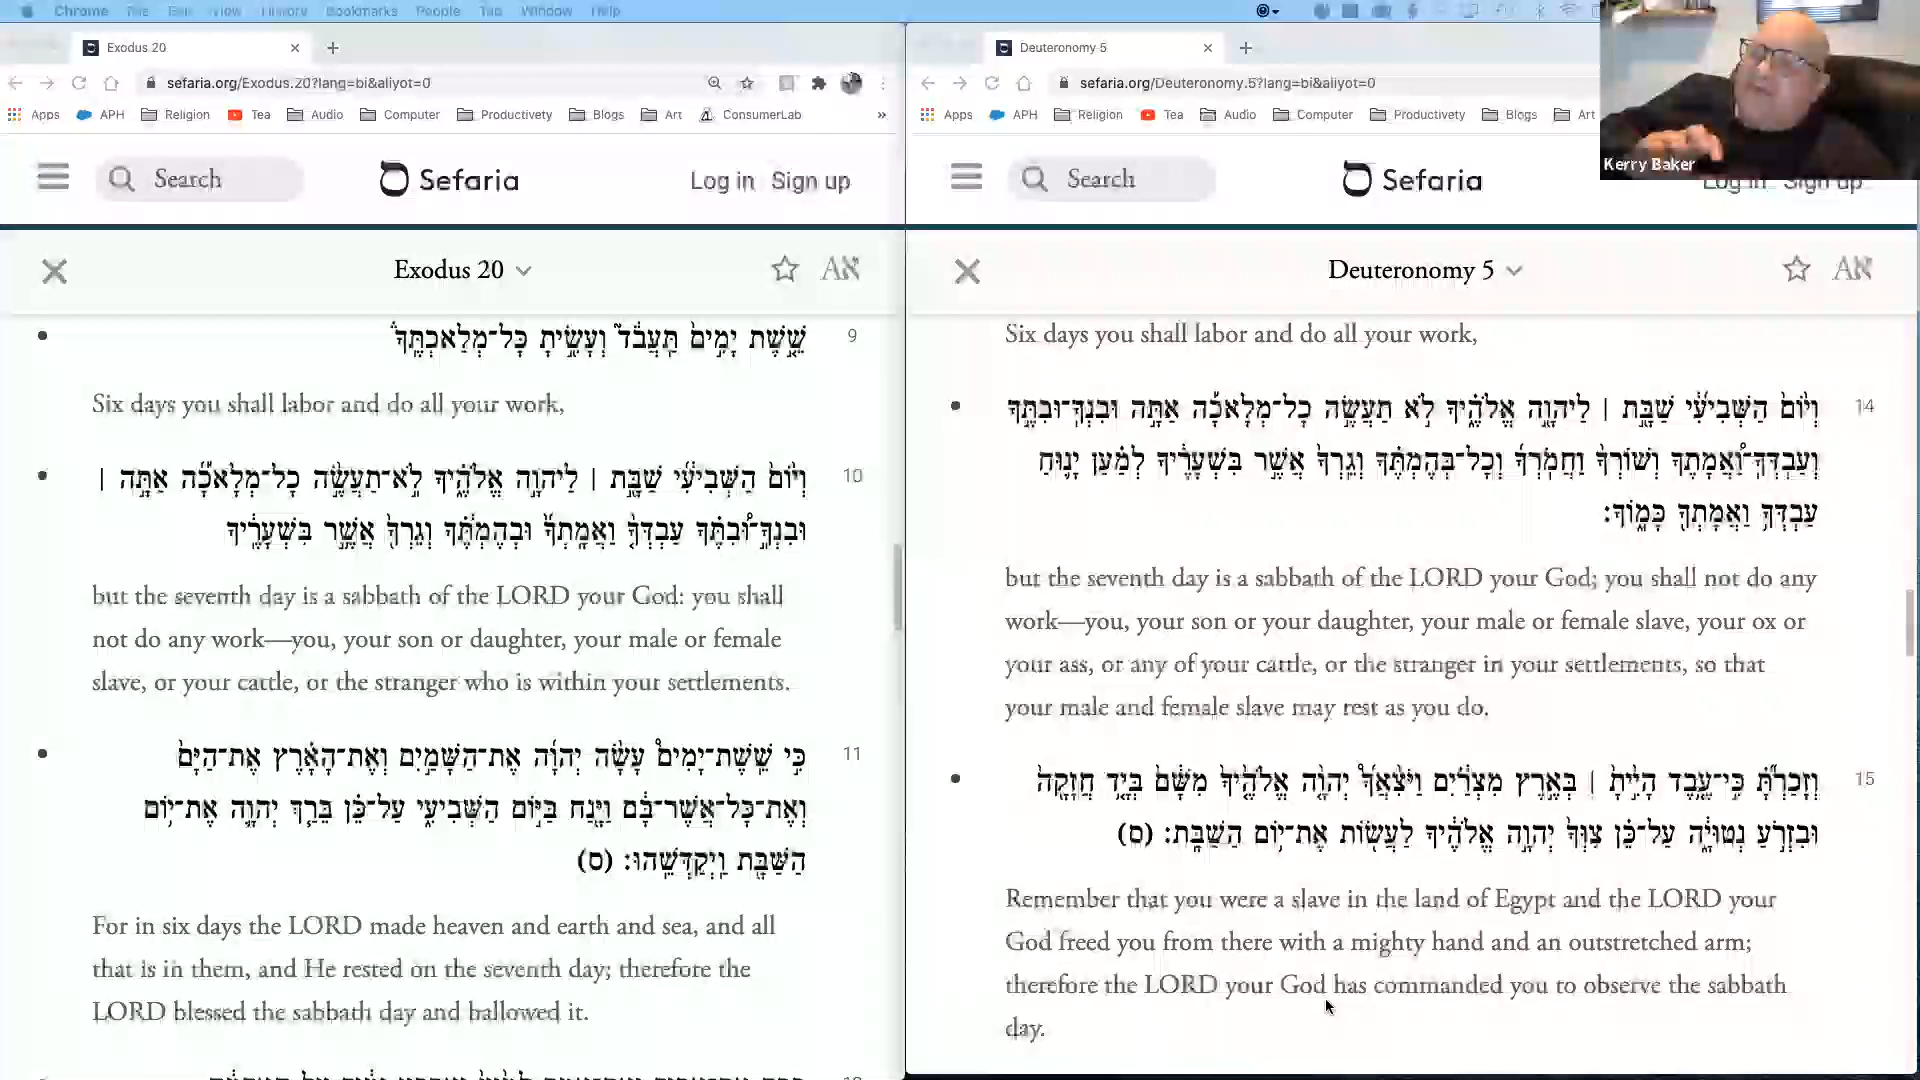 Chrome File Edit View History Bookmarks People Tab Window Help
Exodus 20
sefaria.org/Exodus.20?lang=bi&aliyot=0
Apps APH Religion Tea Audio Computer Productivity Blogs Art ConsumerLab »
Search Sefaria Log in Sign up
Exodus 20
שֵׁ֤שֶׁת יָמִים֙ תַּֽעֲבֹ֔ד וְעָשִׂ֖יתָ כׇּל־מְלַאכְתֶּֽךָ 9
Six days you shall labor and do all your work,
וְי֨וֹם֙ הַשְּׁבִיעִ֔י שַׁבָּ֖ת | לַיהֹוָ֣ה אֱלֹהֶ֑יךָ לֹֽא־תַעֲשֶׂ֨ה כׇל־מְלָאכָ֜ה אַתָּ֣ה | 10
וּבִנְךָ֣־וּ֠בִתֶּ֗ךָ עַבְדְּךָ֤ וַאֲמָֽתְךָ֙ וּבְהֶמְתֶּ֔ךָ וְגֵרְךָ֖ אֲשֶׁ֥ר בִּשְׁעָרֶֽיךָ
but the seventh day is a sabbath of the LORD your God: you shall
not do any work—you, your son or daughter, your male or female
slave, or your cattle, or the stranger who is within your settlements.
כִּ֣י שֵֽׁשֶׁת־יָמִים֩ עָשָׂ֨ה יְהֹוָ֜ה אֶת־הַשָּׁמַ֣יִם וְאֶת־הָאָ֗רֶץ אֶת־הַיָּם֙ 11
וְאֶת־כׇּל־אֲשֶׁר־בָּ֔ם וַיָּ֖נַח בַּיּ֣וֹם הַשְּׁבִיעִ֑י עַל־כֵּ֗ן בֵּרַ֧ךְ יְהֹוָ֛ה אֶת־י֥וֹם
הַשַּׁבָּ֖ת וַֽיְקַדְּשֵֽׁהוּ׃ (ס)
For in six days the LORD made heaven and earth and sea, and all
that is in them, and He rested on the seventh day; therefore the
LORD blessed the sabbath day and hallowed it.
Deuteronomy 5
sefaria.org/Deuteronomy.5?lang=bi&aliyot=0
Apps APH Religion Tea Audio Computer Productivity Blogs Art
Kerry Baker
Search Sefaria Log in Sign up
Deuteronomy 5
Six days you shall labor and do all your work,
וְי֨וֹם֙ הַשְּׁבִיעִ֔י שַׁבָּ֖ת | לַיהֹוָ֣ה אֱלֹהֶ֑יךָ לֹ֣א תַעֲשֶׂ֣ה כׇל־מְלָאכָ֡ה אַתָּ֣ה וּבִנְךָֽ־וּבִתֶּ֣ךָ 14
וְעַבְדְּךָֽ־וַ֠אֲמָתֶ֠ךָ וְשׁוֹרְךָ֨ וַחֲמֹֽרְךָ֜ וְכׇל־בְּהֶמְתֶּ֗ךָ וְגֵֽרְךָ֙ אֲשֶׁ֣ר בִּשְׁעָרֶ֔יךָ לְמַ֗עַן יָנ֛וּחַ
עַבְדְּךָ֥ וַאֲמָתְךָ֖ כָּמֽוֹךָ׃
but the seventh day is a sabbath of the LORD your God; you shall not do any
work—you, your son or your daughter, your male or female slave, your ox or
your ass, or any of your cattle, or the stranger in your settlements, so that
your male and female slave may rest as you do.
וְזָכַרְתָּ֗ כִּי־עֶ֤בֶד הָיִ֙יתָ֙ | בְּאֶ֣רֶץ מִצְרַ֔יִם וַיֹּצִ֨אֲךָ֜ יְהֹוָ֤ה אֱלֹהֶ֙יךָ֙ מִשָּׁ֔ם בְּיָ֥ד חֲזָקָ֖ה 15
וּבִזְרֹ֣עַ נְטוּיָ֑ה עַל־כֵּ֗ן צִוְּךָ֙ יְהֹוָ֣ה אֱלֹהֶ֔יךָ לַעֲשׂ֖וֹת אֶת־י֥וֹם הַשַּׁבָּֽת׃ (ס)
Remember that you were a slave in the land of Egypt and the LORD your
God freed you from there with a mighty hand and an outstretched arm;
therefore the LORD your God has commanded you to observe the sabbath
day.